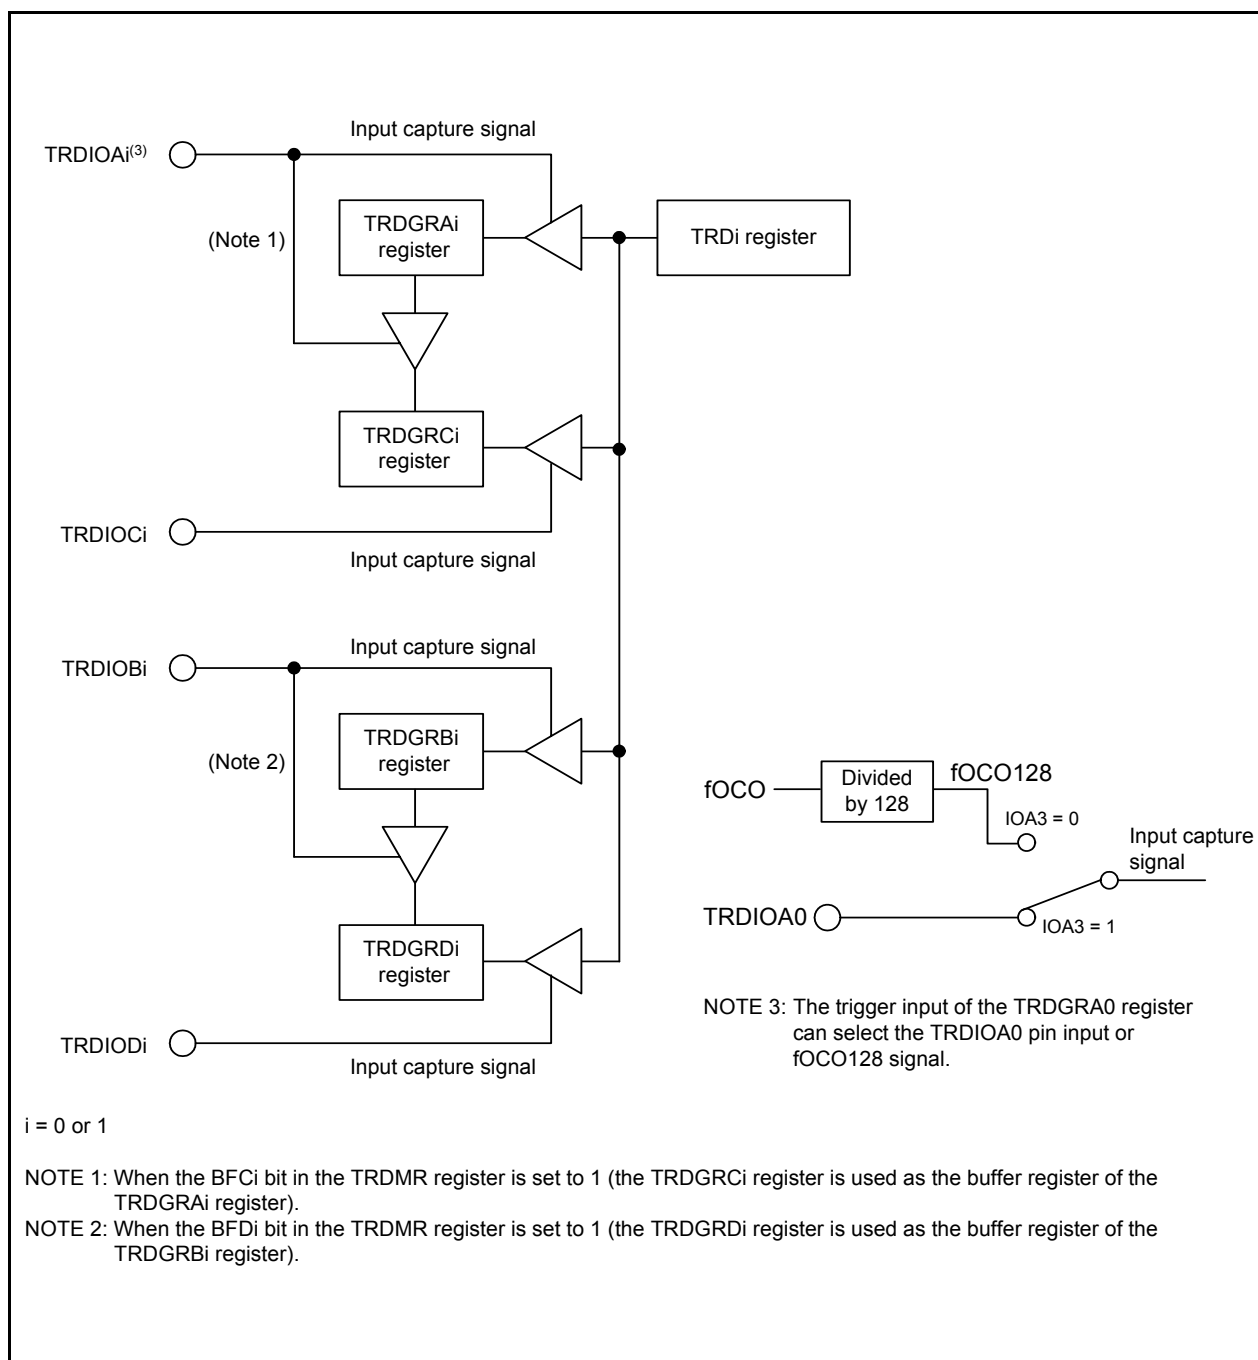 Input capture signal
TRDIOAi(3)
TRDGRAi
register
TRDi register
(Note 1)
TRDGRCi
register
TRDIOCi
Input capture signal
Input capture signal
TRDIOBi
TRDGRBi
register
(Note 2)
TRDGRDi
register
TRDIODi
Input capture signal
fOCO
Divided
by 128
fOCO128
IOA3 = 0
Input capture
signal
TRDIOA0
IOA3 = 1
NOTE 3: The trigger input of the TRDGRA0 register
can select the TRDIOA0 pin input or
fOCO128 signal.
i = 0 or 1
NOTE 1: When the BFCi bit in the TRDMR register is set to 1 (the TRDGRCi register is used as the buffer register of the
TRDGRAi register).
NOTE 2: When the BFDi bit in the TRDMR register is set to 1 (the TRDGRDi register is used as the buffer register of the
TRDGRBi register).